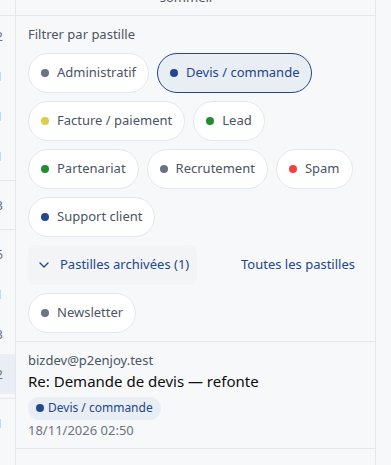 Filtrer par pastille
Administratif
Devis / commande
Facture / paiement
Lead
Partenariat
Recrutement
Spam
Support client
Pastilles archivées (1)
Toutes les pastilles
Newsletter
bizdev@p2enjoy.test
Re: Demande de devis — refonte
Devis / commande
18/11/2026 02:50